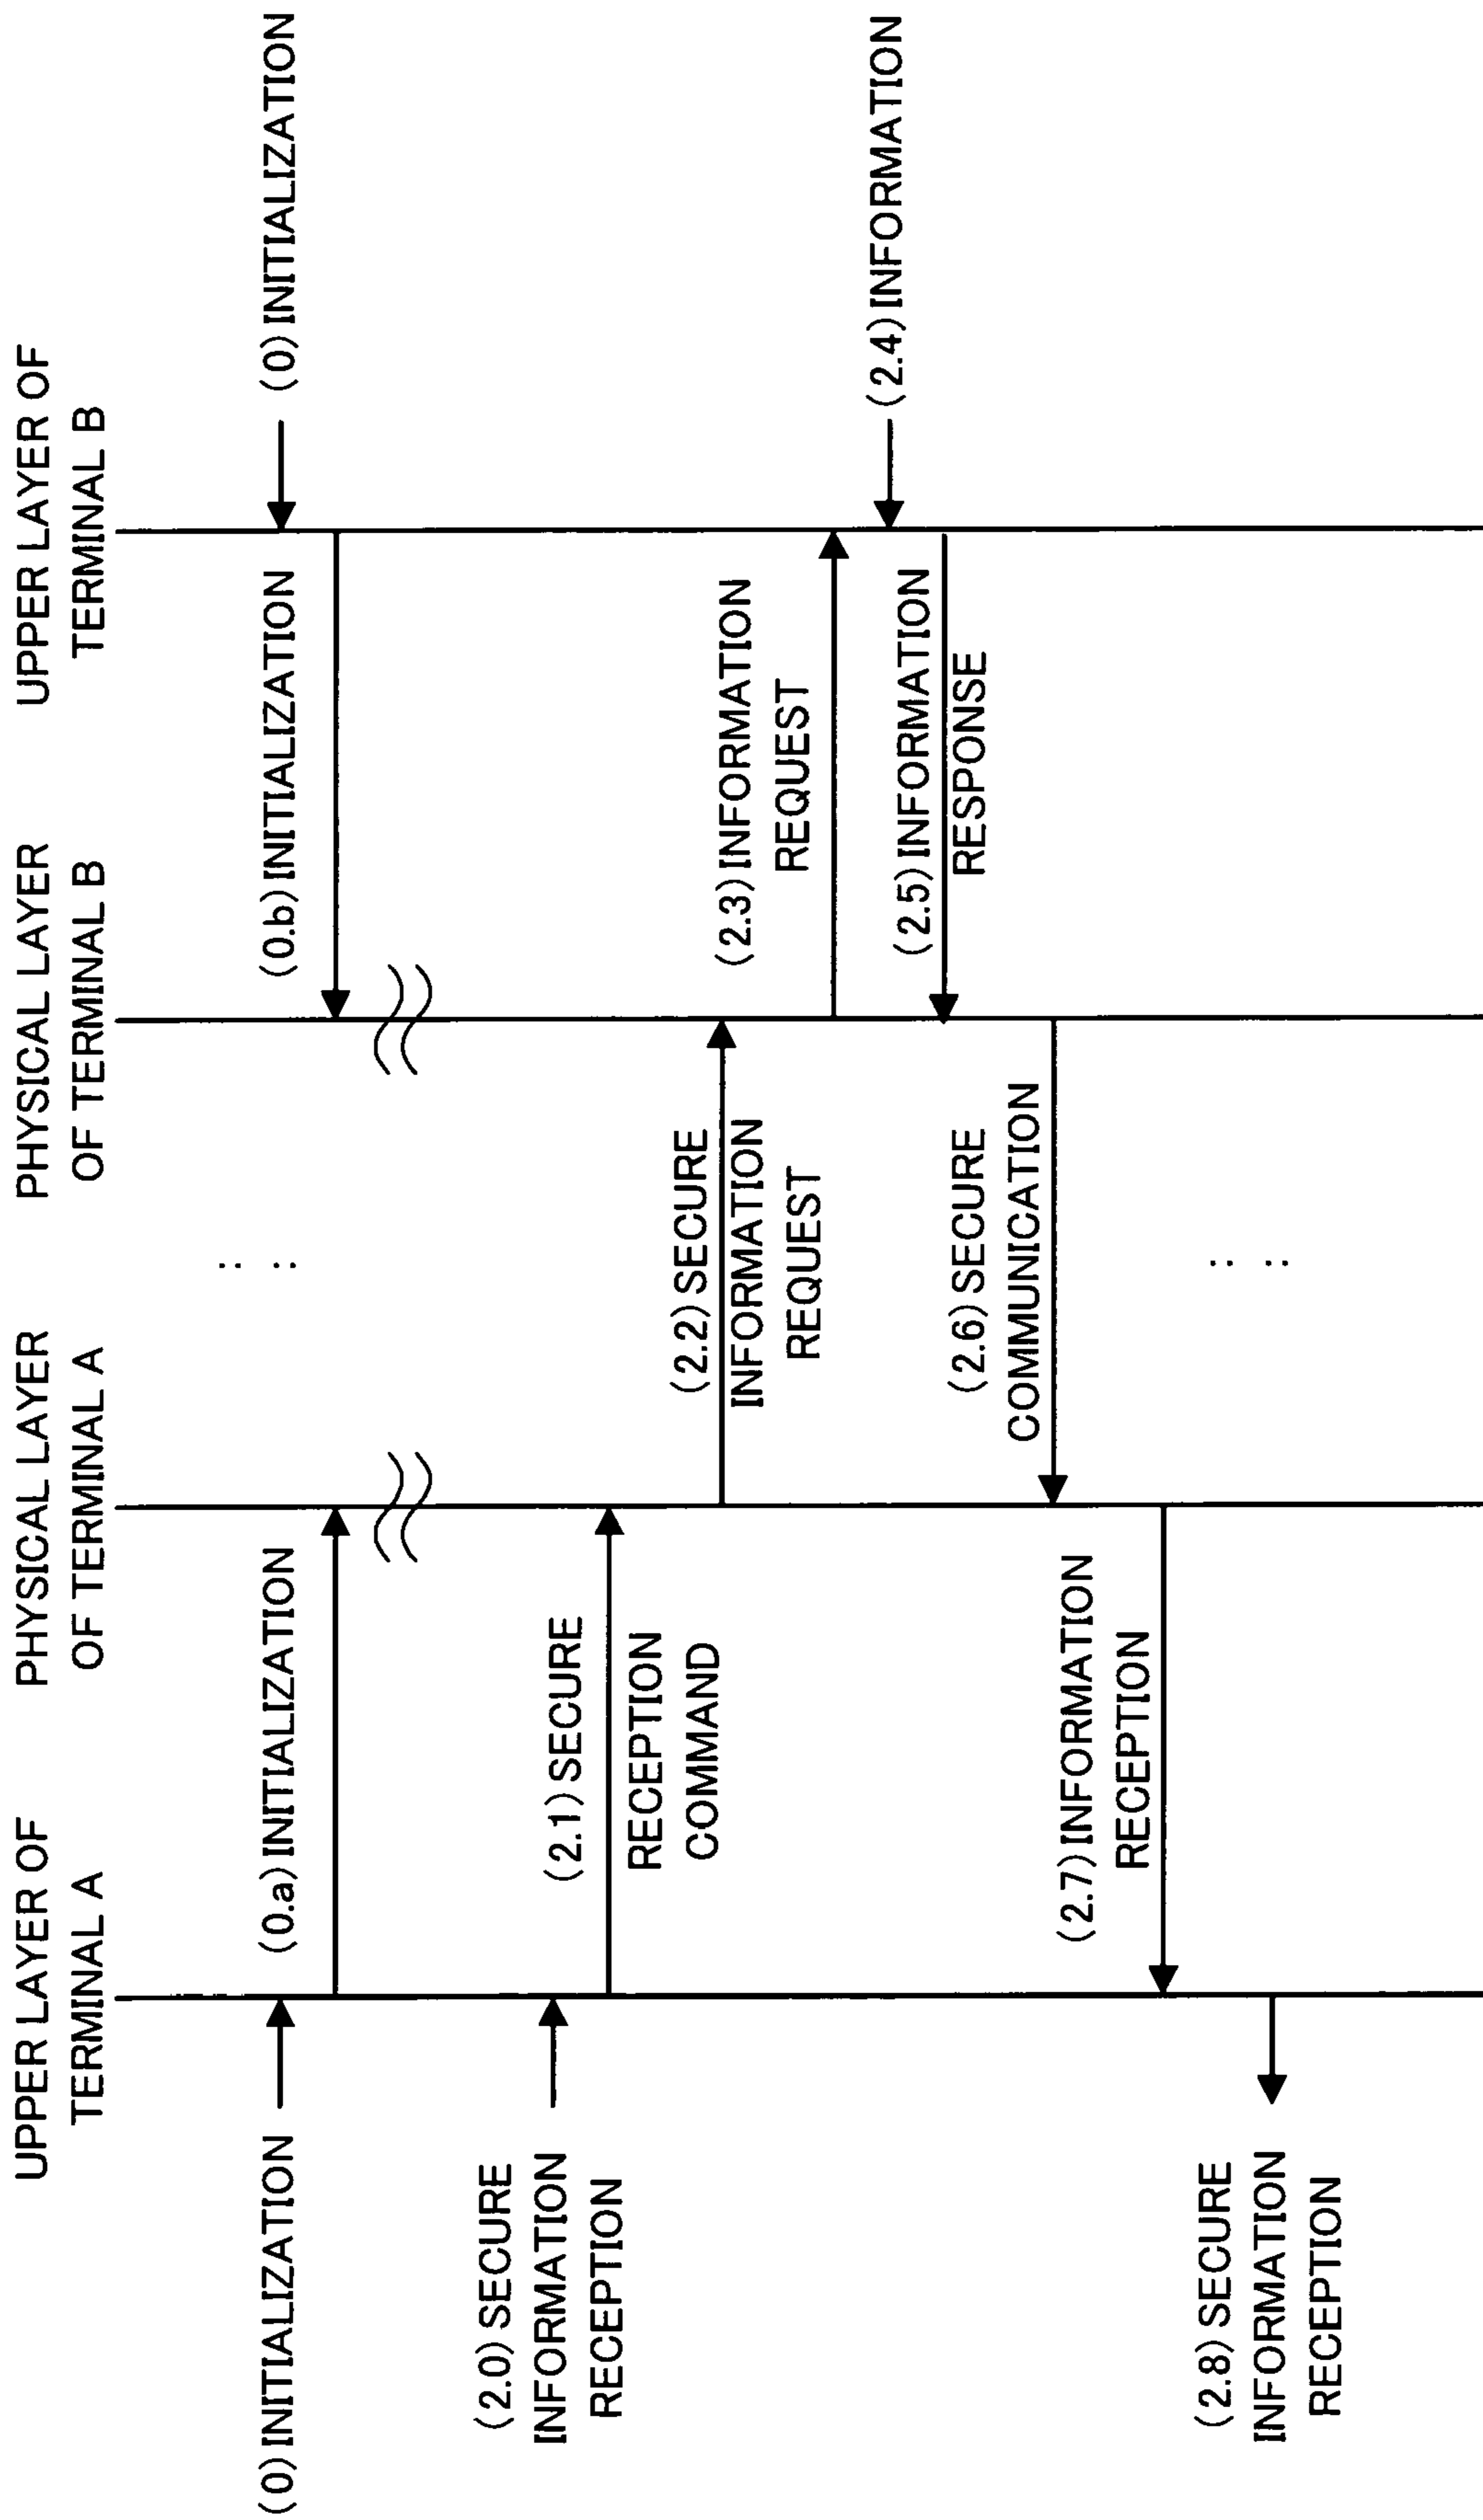 UPPER LAYER OF
TERMINAL A
PHYSICAL LAYER
OF TERMINAL A
PHYSICAL LAYER
OF TERMINAL B
UPPER LAYER OF
TERMINAL B
(0) INITIALIZATION
(0.a) INITIALIZATION
(0.b) INITIALIZATION
(0) INITIALIZATION
(2.0) SECURE
INFORMATION
RECEPTION
(2.1) SECURE
RECEPTION
COMMAND
(2.2) SECURE
INFORMATION
REQUEST
(2.3) INFORMATION
REQUEST
(2.4) INFORMATION
(2.5) INFORMATION
RESPONSE
(2.6) SECURE
COMMUNICATION
(2.7) INFORMATION
RECEPTION
(2.8) SECURE
INFORMATION
RECEPTION